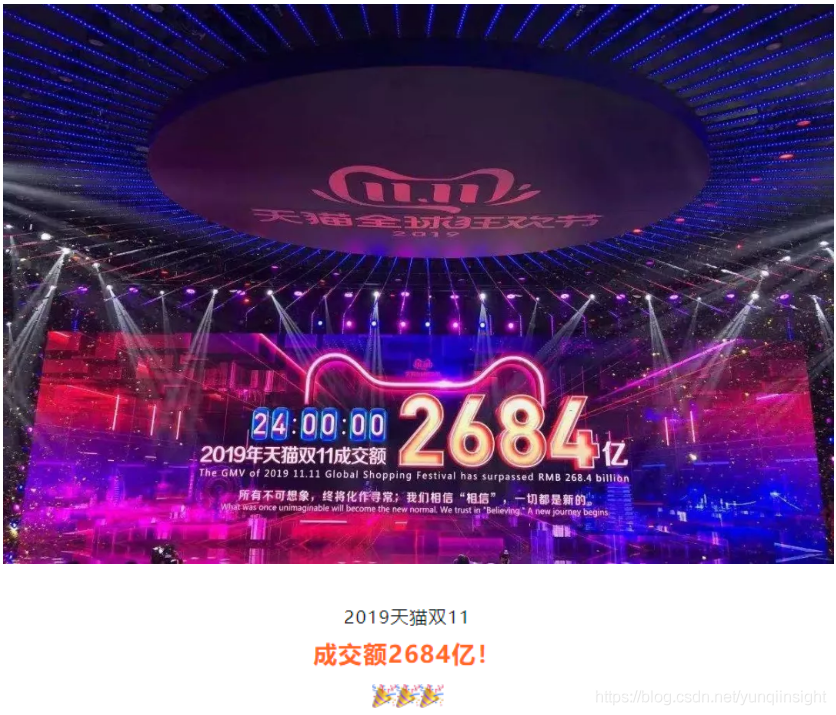 11.11
天猫全球狂欢节
2019
24:00:00
2684亿
2019年天猫双11成交额
The GMV of 2019 11.11 Global Shopping Festival has surpassed RMB 268.4 billion
所有不可想象，终将化作寻常；我们相信“相信”，一切都是新的。
What was once unimaginable will become the new normal. We trust in "Believing." A new journey begins
2019天猫双11
成交额2684亿！
https://blog.csdn.net/yunqiinsight